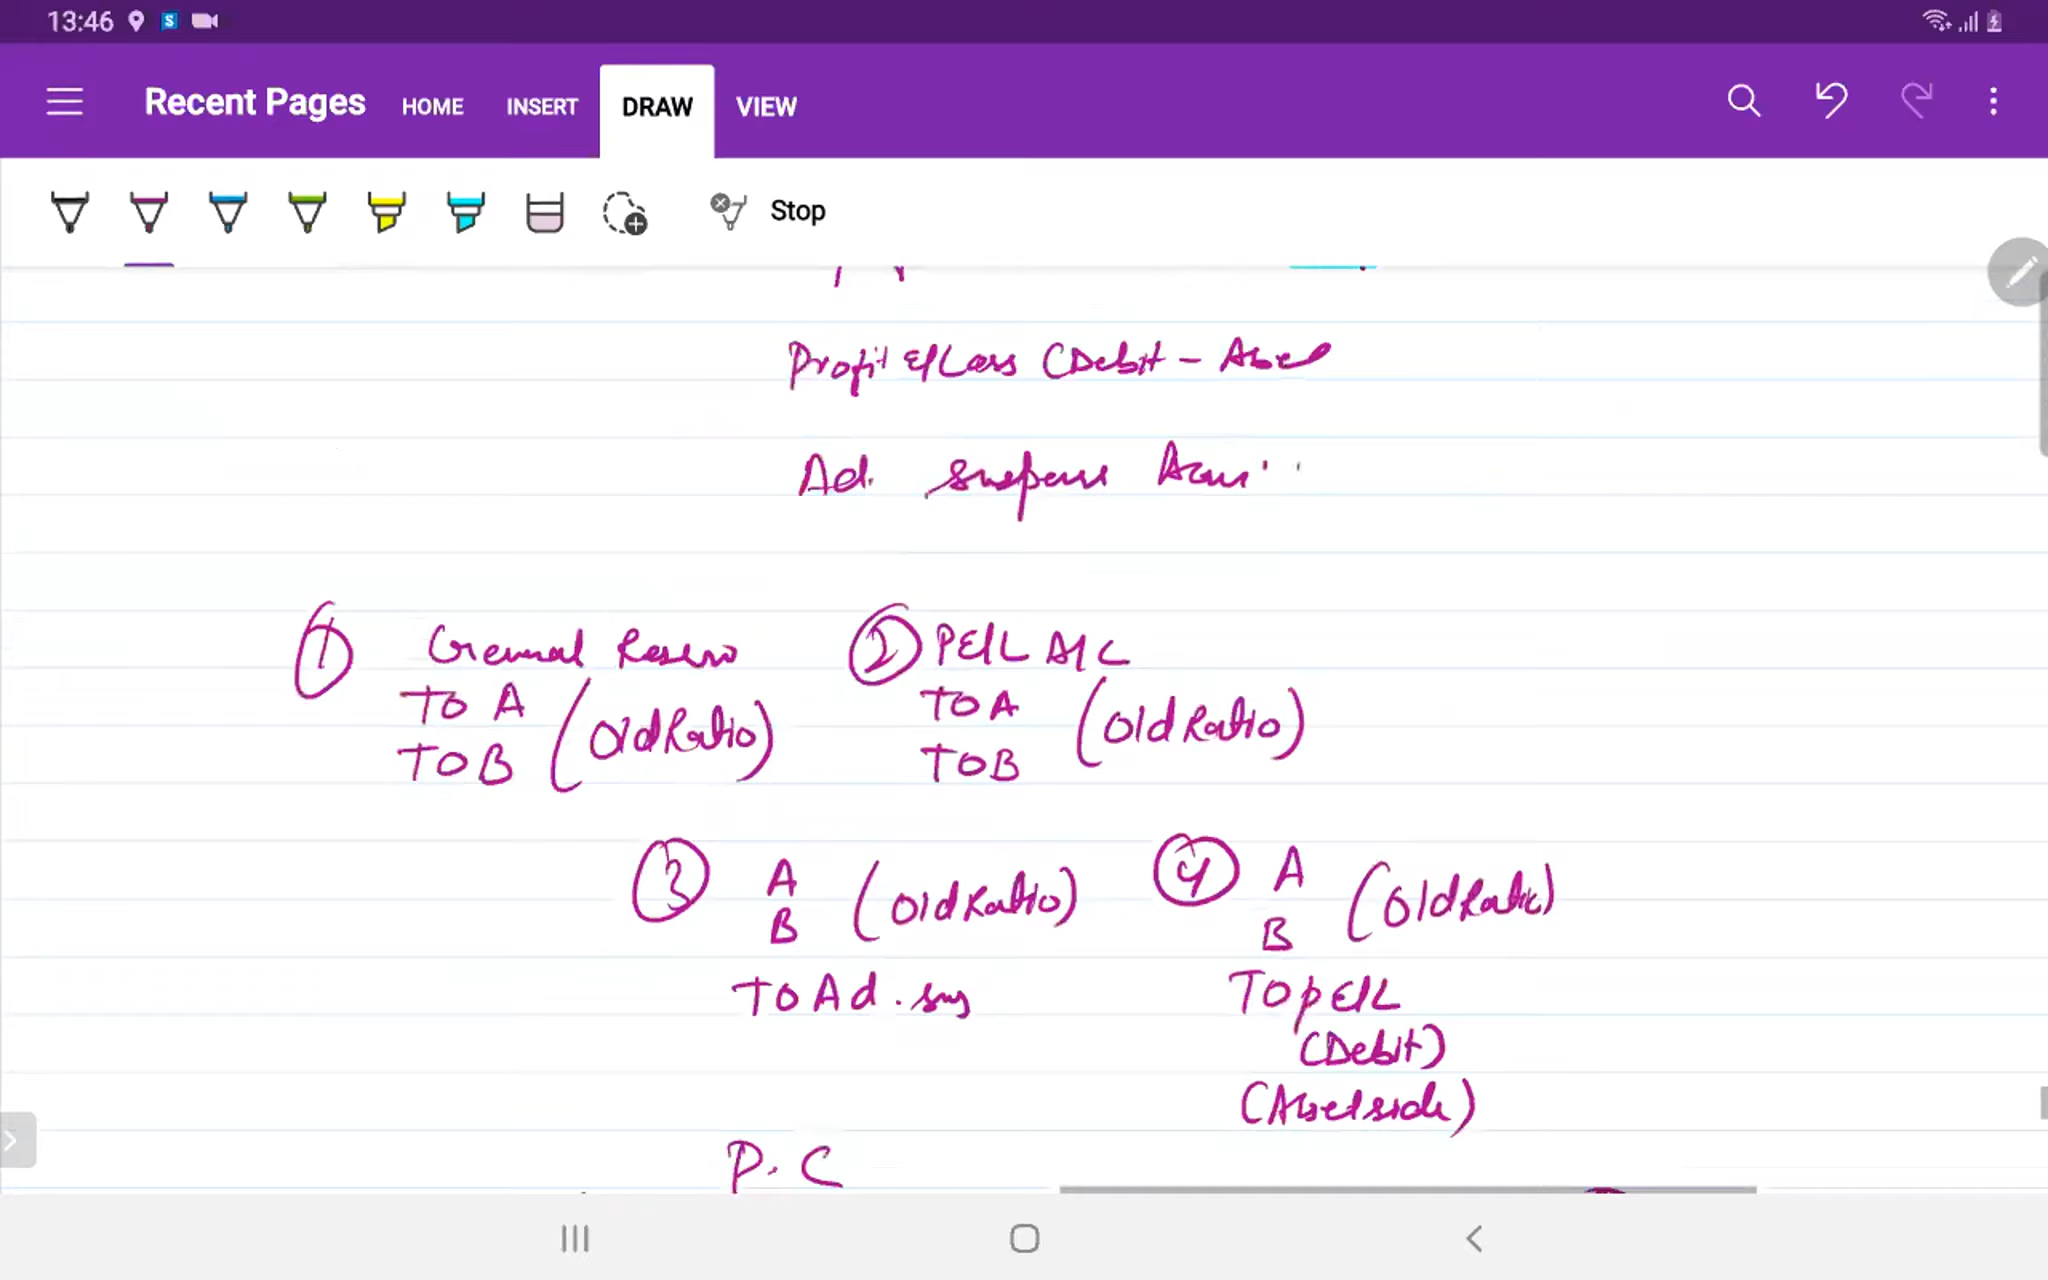 13:46
Recent Pages HOME INSERT DRAW VIEW
Stop
Profit & Loss (Debit -
Ad. suspense
1 General Reserve
TO A
TO B (Old Ratio)
2 P&L A/C
TO A
TO B (Old Ratio)
3 A
B (Old Ratio)
TO Ad. sus
4 A
B (Old Ratio)
TO P&L
(Debit)
(Asset side)
P. C